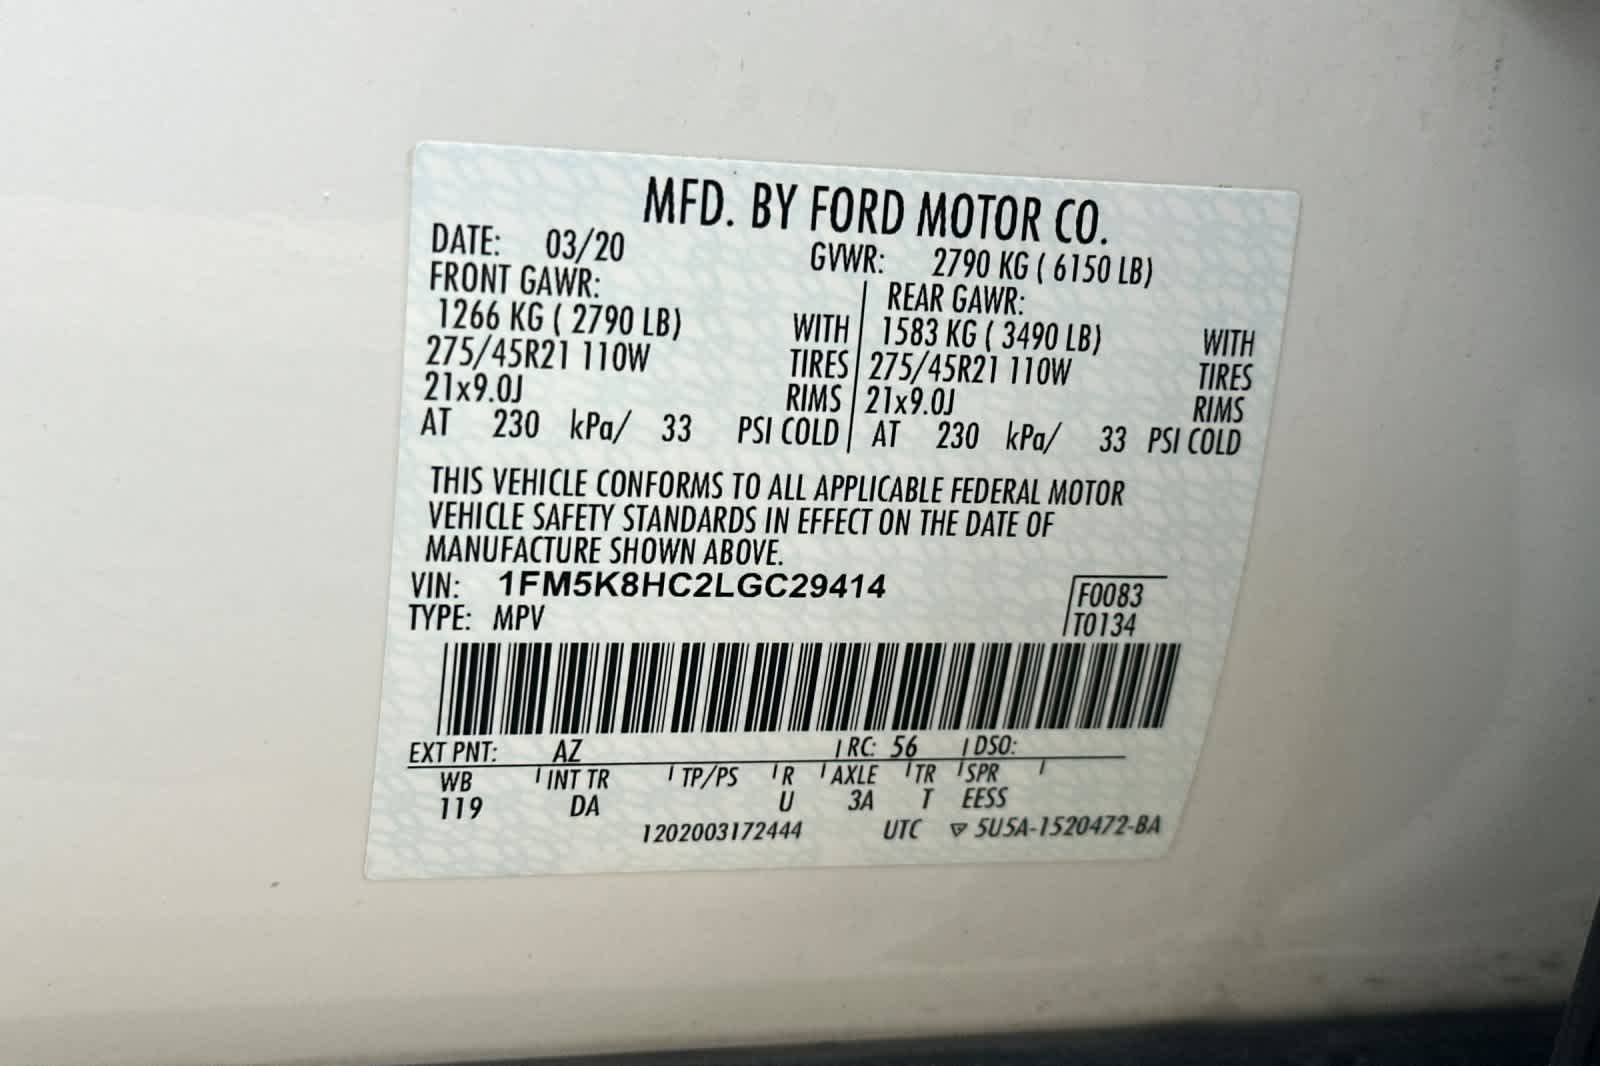 MFD. BY FORD MOTOR CO.
DATE: 03/20 GVWR: 2790 KG ( 6150 LB)
FRONT GAWR: REAR GAWR:
1266 KG ( 2790 LB) WITH 1583 KG ( 3490 LB) WITH
275/45R21 110W TIRES 275/45R21 110W TIRES
21x9.0J RIMS 21x9.0J RIMS
AT 230 kPa/ 33 PSI COLD AT 230 kPa/ 33 PSI COLD
THIS VEHICLE CONFORMS TO ALL APPLICABLE FEDERAL MOTOR
VEHICLE SAFETY STANDARDS IN EFFECT ON THE DATE OF
MANUFACTURE SHOWN ABOVE.
VIN: 1FM5K8HC2LGC29414 F0083
TYPE: MPV T0134
EXT PNT: AZ RC: 56 DSO:
WB INT TR TP/PS R AXLE TR SPR
119 DA U 3A T EESS
1202003172444 UTC 5U5A-1520472-BA